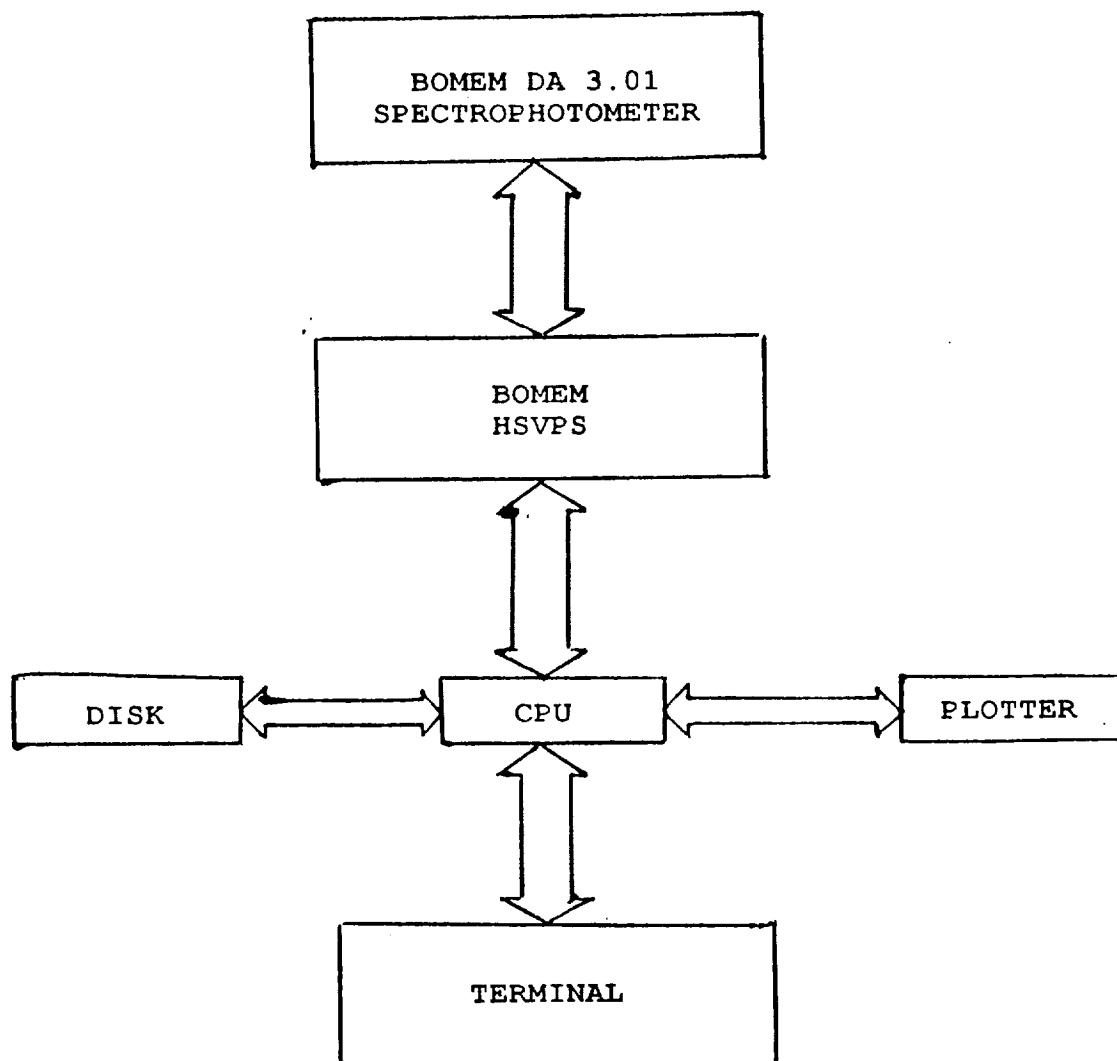 BOMEM DA 3.01
SPECTROPHOTOMETER
BOMEM
HSVPS
DISK
CPU
PLOTTER
TERMINAL